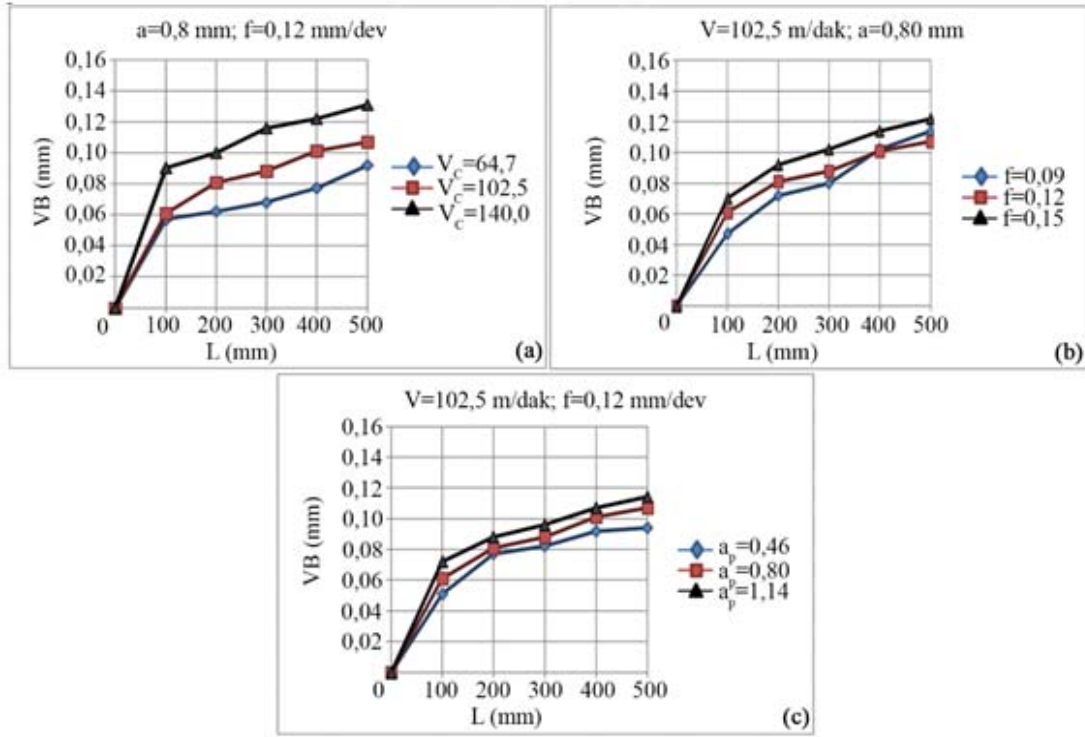 a=0,8 mm; f=0,12 mm/dev
0,16
0,14
0,12
0,10
0,08
0,06
0,04
0,02
0
100 200 300 400 500
VB (mm)
L (mm)
V_C=64,7
V_C=102,5
V_C=140,0
(a)
V=102,5 m/dak; a=0,80 mm
0,16
0,14
0,12
0,10
0,08
0,06
0,04
0,02
0
100 200 300 400 500
VB (mm)
L (mm)
f=0,09
f=0,12
f=0,15
(b)
V=102,5 m/dak; f=0,12 mm/dev
0,16
0,14
0,12
0,10
0,08
0,06
0,04
0,02
0
100 200 300 400 500
VB (mm)
L (mm)
a_p=0,46
a_p=0,80
a_p=1,14
(c)